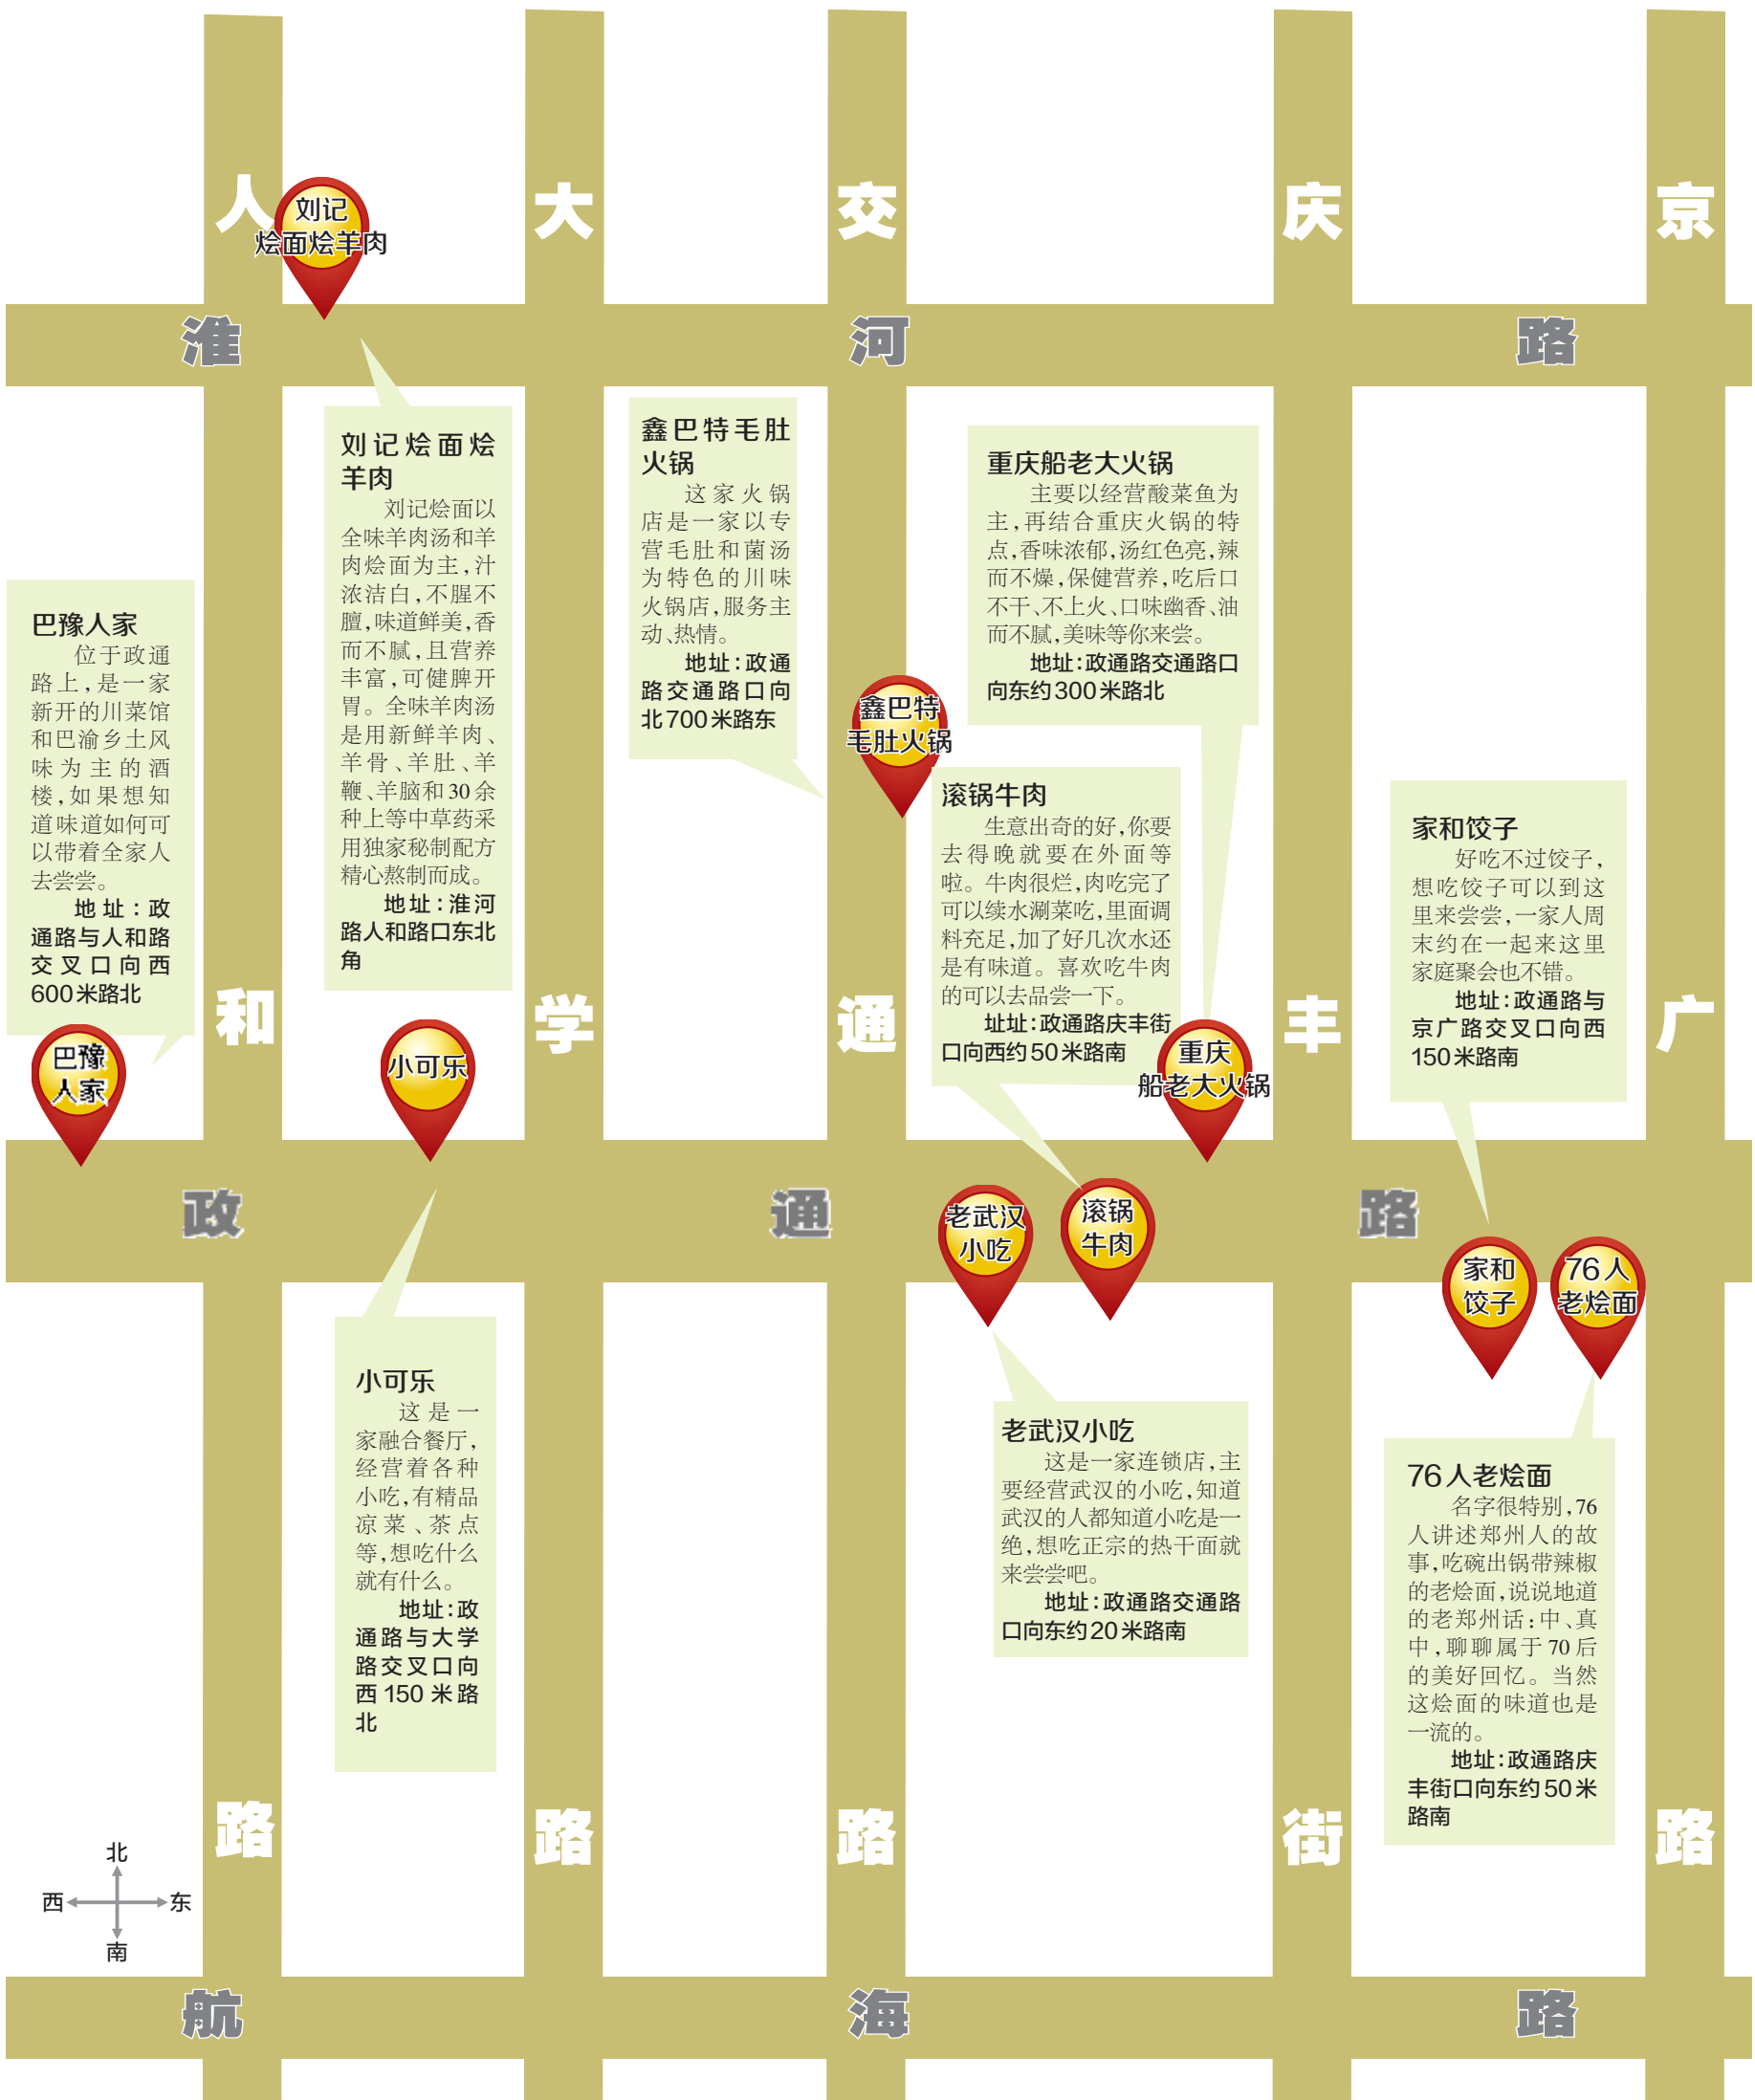 人和路
大学路
交通路
庆丰街
京广路
淮河路
政通路
航海路
刘记
烩面烩羊肉
鑫巴特
毛肚火锅
巴豫
人家
小可乐
重庆
船老大火锅
老武汉
小吃
滚锅
牛肉
家和
饺子
76人
老烩面
巴豫人家
位于政通
路上,是一家
新开的川菜馆
和巴渝乡土风
味为主的酒
楼,如果想知
道味道如何可
以带着全家人
去尝尝。
地址:政
通路与人和路
交叉口向西
600米路北
刘记烩面烩
羊肉
刘记烩面以
全味羊肉汤和羊
肉烩面为主,汁
浓洁白,不腥不
膻,味道鲜美,香
而不腻,且营养
丰富,可健脾开
胃。全味羊肉汤
是用新鲜羊肉、
羊骨、羊肚、羊
鞭、羊脑和30余
种上等中草药采
用独家秘制配方
精心熬制而成。
地址:淮河
路人和路口东北
角
鑫巴特毛肚
火锅
这家火锅
店是一家以专
营毛肚和菌汤
为特色的川味
火锅店,服务主
动、热情。
地址:政通
路交通路口向
北700米路东
重庆船老大火锅
主要以经营酸菜鱼为
主,再结合重庆火锅的特
点,香味浓郁,汤红色亮,辣
而不燥,保健营养,吃后口
不干、不上火、口味幽香、油
而不腻,美味等你来尝。
地址:政通路交通路口
向东约300米路北
滚锅牛肉
生意出奇的好,你要
去得晚就要在外面等
啦。牛肉很烂,肉吃完了
可以续水涮菜吃,里面调
料充足,加了好几次水还
是有味道。喜欢吃牛肉
的可以去品尝一下。
址址:政通路庆丰街
口向西约50米路南
家和饺子
好吃不过饺子,
想吃饺子可以到这
里来尝尝,一家人周
末约在一起来这里
家庭聚会也不错。
地址:政通路与
京广路交叉口向西
150米路南
小可乐
这是一
家融合餐厅,
经营着各种
小吃,有精品
凉菜、茶点
等,想吃什么
就有什么。
地址:政
通路与大学
路交叉口向
西150米路
北
老武汉小吃
这是一家连锁店,主
要经营武汉的小吃,知道
武汉的人都知道小吃是一
绝,想吃正宗的热干面就
来尝尝吧。
地址:政通路交通路
口向东约20米路南
76人老烩面
名字很特别,76
人讲述郑州人的故
事,吃碗出锅带辣椒
的老烩面,说说地道
的老郑州话:中、真
中,聊聊属于70后
的美好回忆。当然
这烩面的味道也是
一流的。
地址:政通路庆
丰街口向东约50米
路南
北
西
东
南